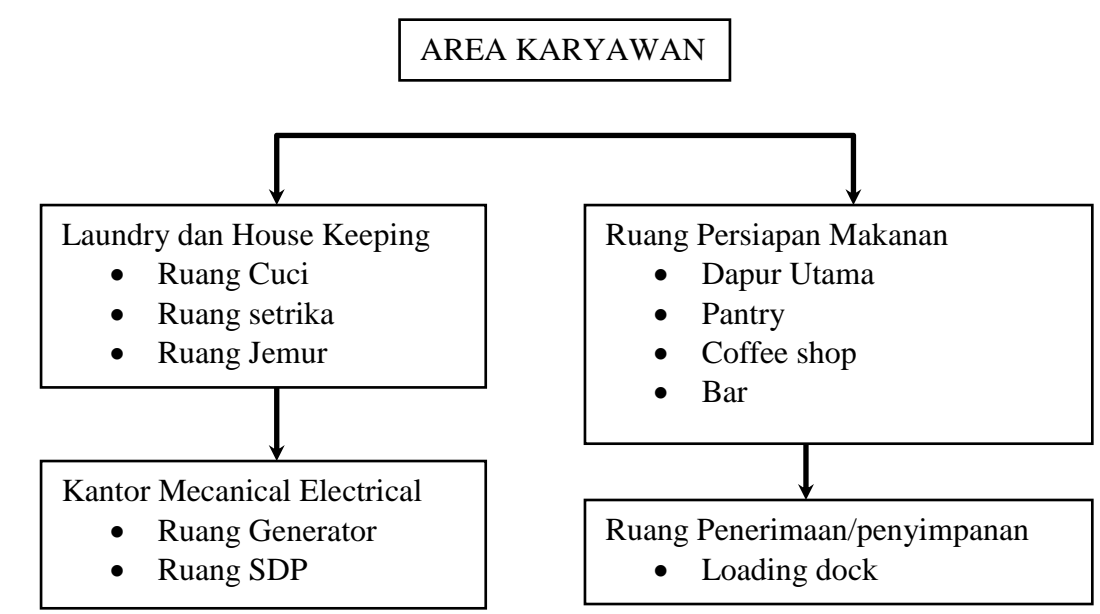 AREA KARYAWAN
Laundry dan House Keeping
• Ruang Cuci
• Ruang setrika
• Ruang Jemur
Kantor Mecanical Electrical
• Ruang Generator
• Ruang SDP
Ruang Persiapan Makanan
• Dapur Utama
• Pantry
• Coffee shop
• Bar
Ruang Penerimaan/penyimpanan
• Loading dock